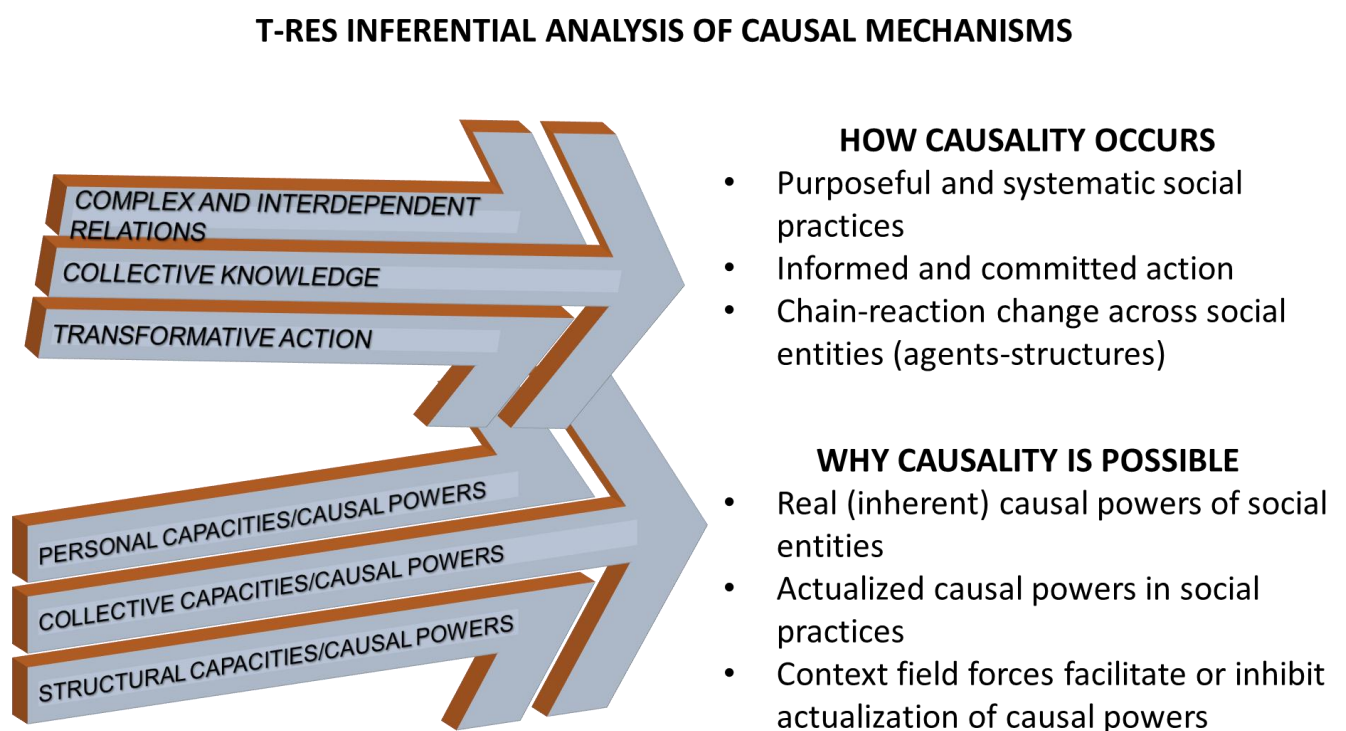 T-RES INFERENTIAL ANALYSIS OF CAUSAL MECHANISMS
COMPLEX AND INTERDEPENDENT
RELATIONS
COLLECTIVE KNOWLEDGE
TRANSFORMATIVE ACTION
HOW CAUSALITY OCCURS
• Purposeful and systematic social
practices
• Informed and committed action
• Chain-reaction change across social
entities (agents-structures)
PERSONAL CAPACITIES/CAUSAL POWERS
COLLECTIVE CAPACITIES/CAUSAL POWERS
STRUCTURAL CAPACITIES/CAUSAL POWERS
WHY CAUSALITY IS POSSIBLE
• Real (inherent) causal powers of social
entities
• Actualized causal powers in social
practices
• Context field forces facilitate or inhibit
actualization of causal powers